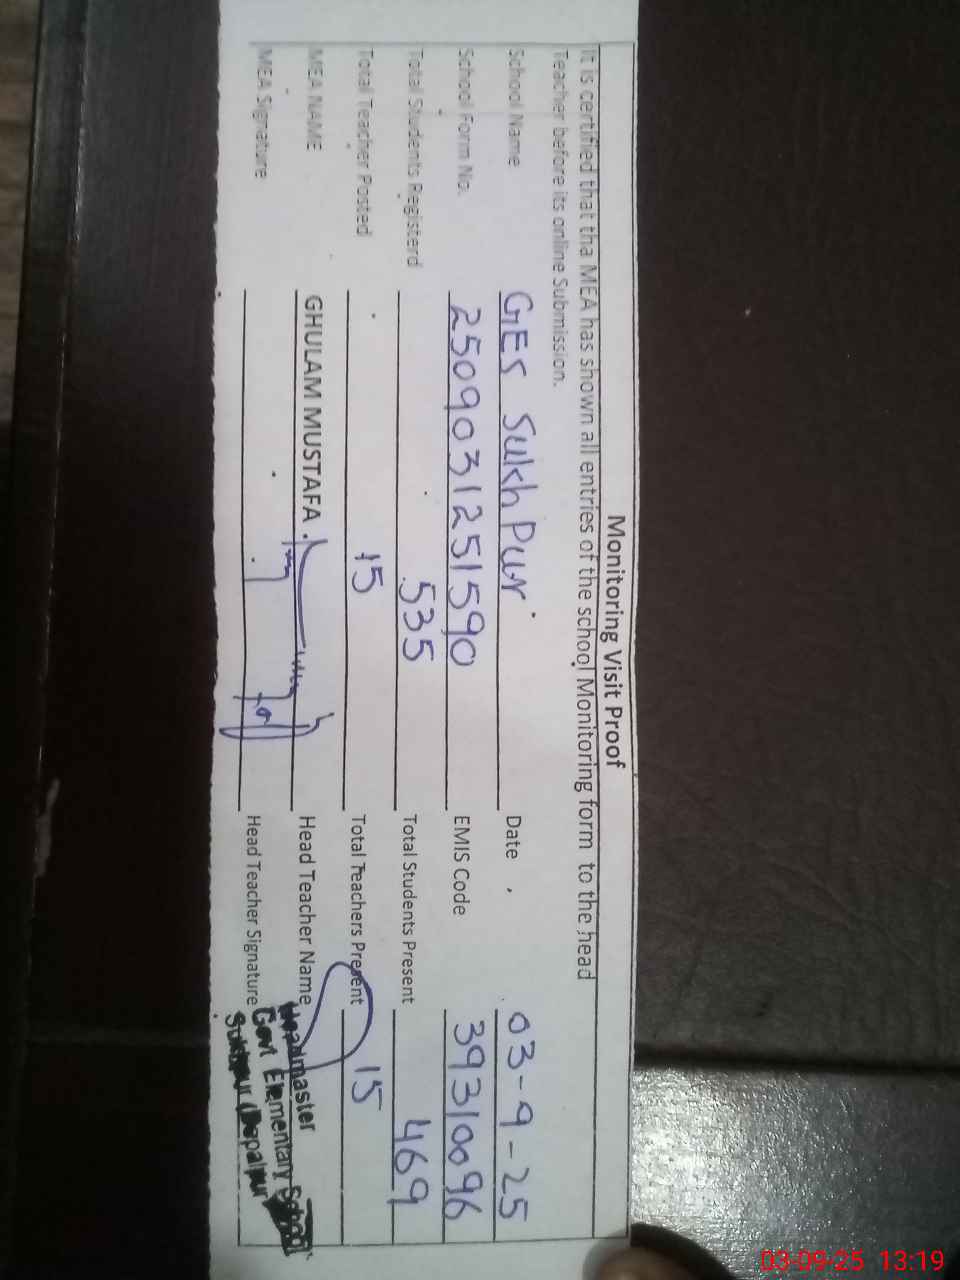 Monitoring Visit Proof
It is certified that tha MEA has shown all entries of the school Monitoring form to the head
Teacher before its online Submission.
School Name GES Sukh Pur Date 03-9-25
School Form No. 2509031251590 EMIS Code 39310096
Total Students Registerd 535 Total Students Present 469
Total Teacher Posted 15 Total Teachers Present 15
MEA NAME GHULAM MUSTAFA Head Teacher Name
MEA Signature Head Teacher Signature
Headmaster
Govt Elementary School
Sukhpur (Depalpur
03-09-25 13:19